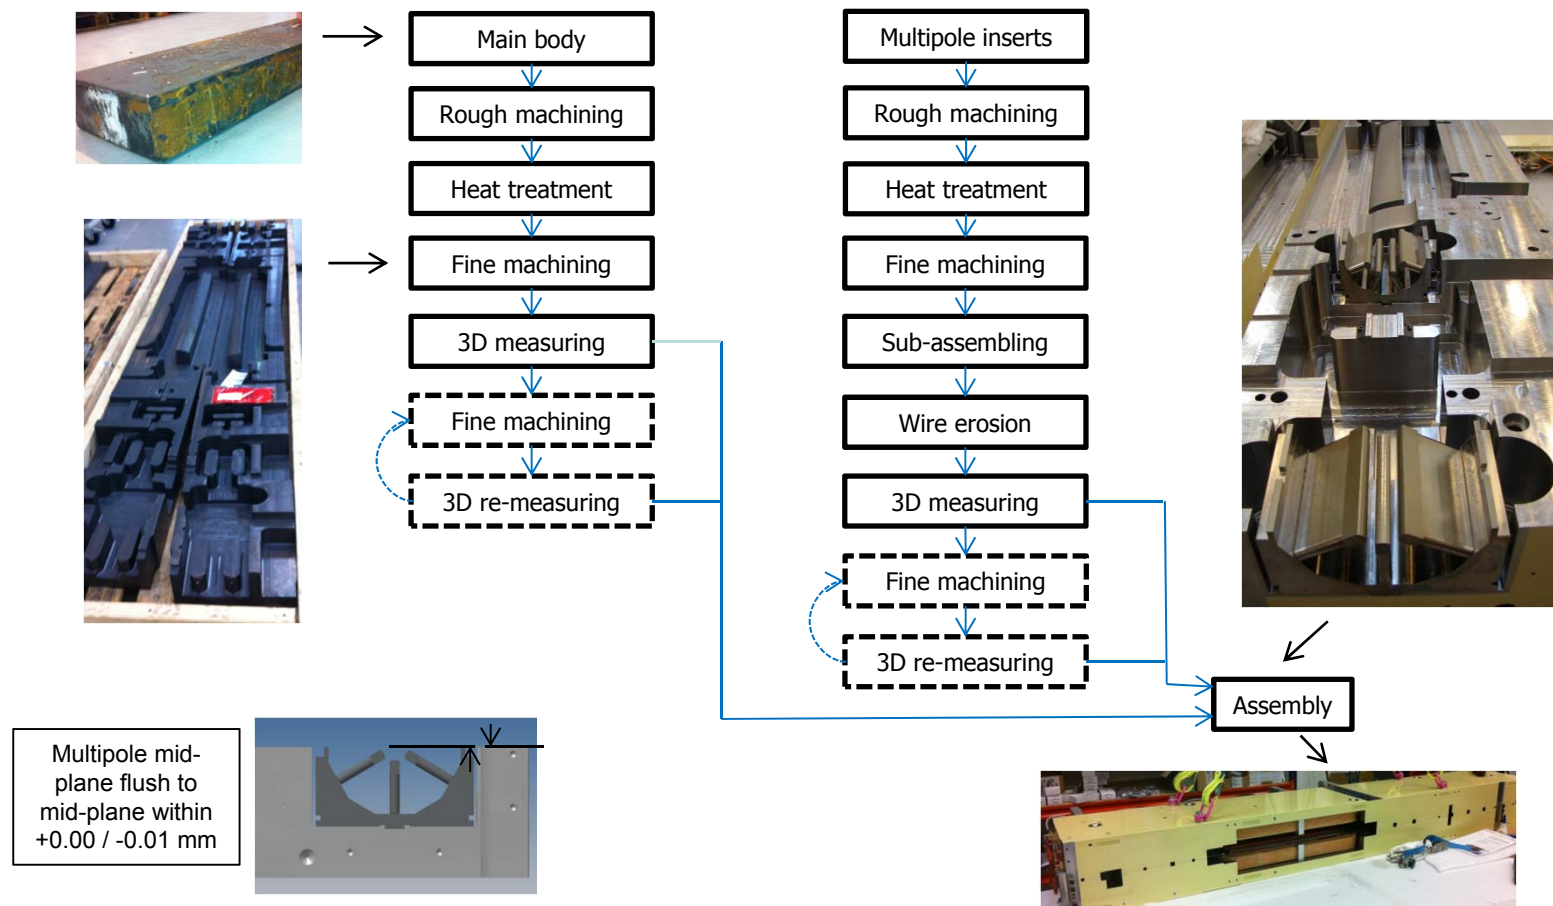 Main body
Rough machining
Heat treatment
Fine machining
3D measuring
Fine machining
3D re-measuring
Multipole inserts
Rough machining
Heat treatment
Fine machining
Sub-assembling
Wire erosion
3D measuring
Fine machining
3D re-measuring
Assembly
Multipole mid-
plane flush to
mid-plane within
+0.00 / -0.01 mm